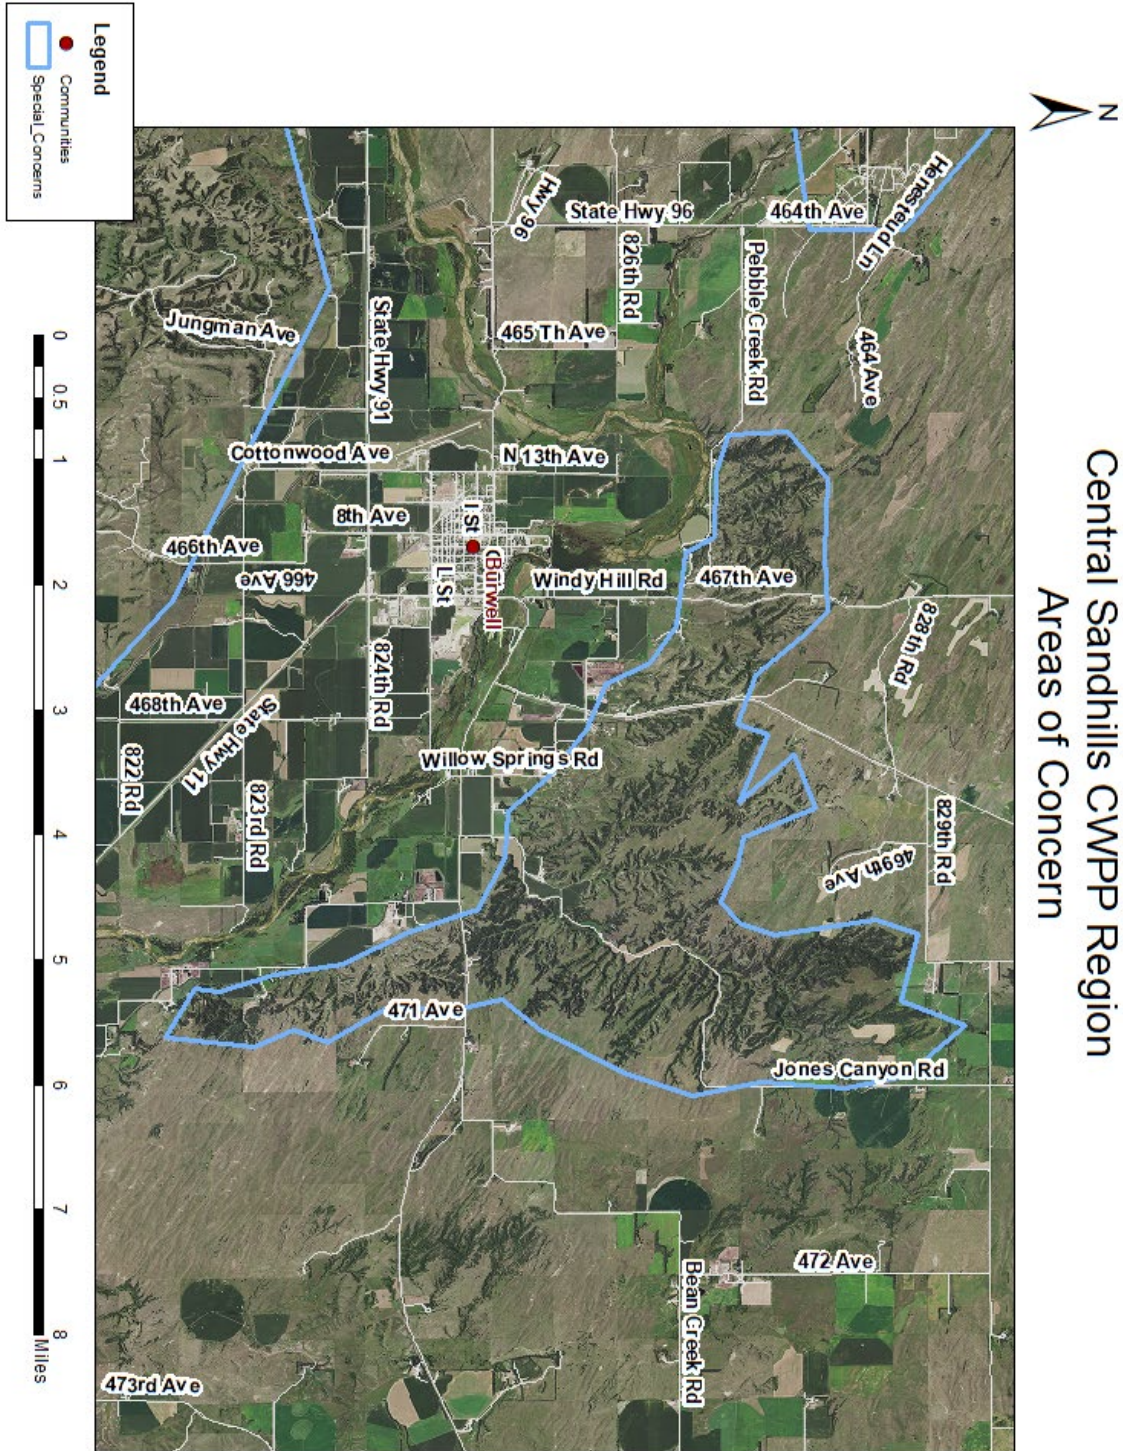 Central Sandhills CWPP Region
Areas of Concern
N
Henesteud Ln
464th Ave
State Hwy 96
Hwy 96
826th Rd
Pebble Creek Rd
464 Ave
465 Th Ave
State Hwy 91
Jungman Ave
Cottonwood Ave
N 13th Ave
8th Ave
I St
466th Ave
466 Ave
L St
Burwell
Windy Hill Rd
467th Ave
828th Rd
824th Rd
468th Ave
State Hwy 11
822 Rd
823rd Rd
Willow Springs Rd
829th Rd
469th Ave
471 Ave
Jones Canyon Rd
472 Ave
Bean Creek Rd
473rd Ave
Legend
Communities
Special_Concerns
0 0.5 1 2 3 4 5 6 7 8
Miles